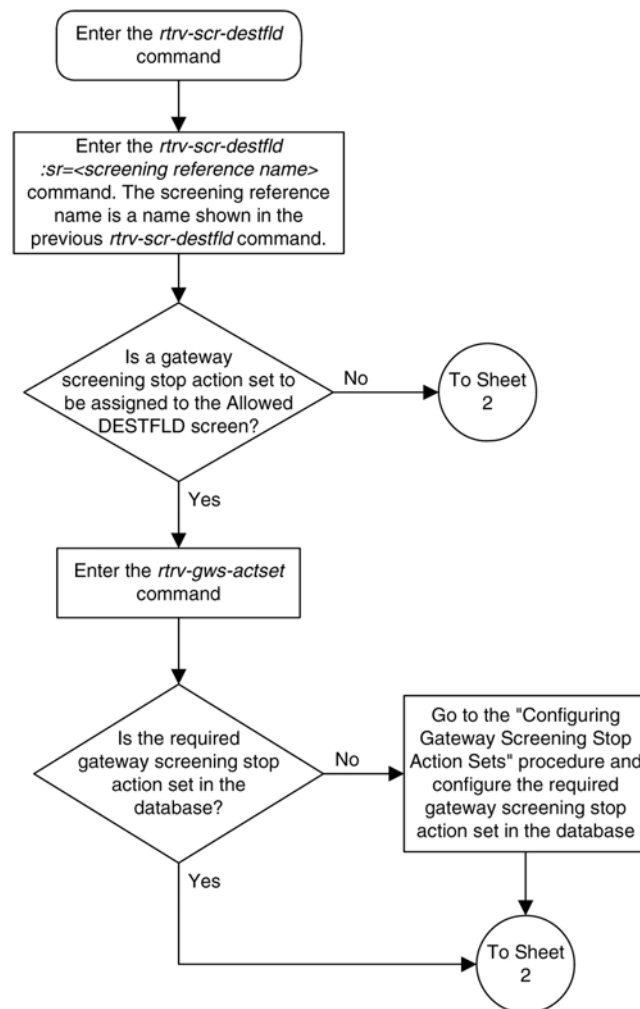 Enter the rtrv-scr-destfld
command
Enter the rtrv-scr-destfld
:sr=<screening reference name>
command. The screening reference
name is a name shown in the
previous rtrv-scr-destfld command.
Is a gateway
screening stop action set to
be assigned to the Allowed
DESTFLD screen?
No
To Sheet
2
Yes
Enter the rtrv-gws-actset
command
Is the required
gateway screening stop
action set in the
database?
No
Go to the "Configuring
Gateway Screening Stop
Action Sets" procedure and
configure the required
gateway screening stop
action set in the database
Yes
To Sheet
2